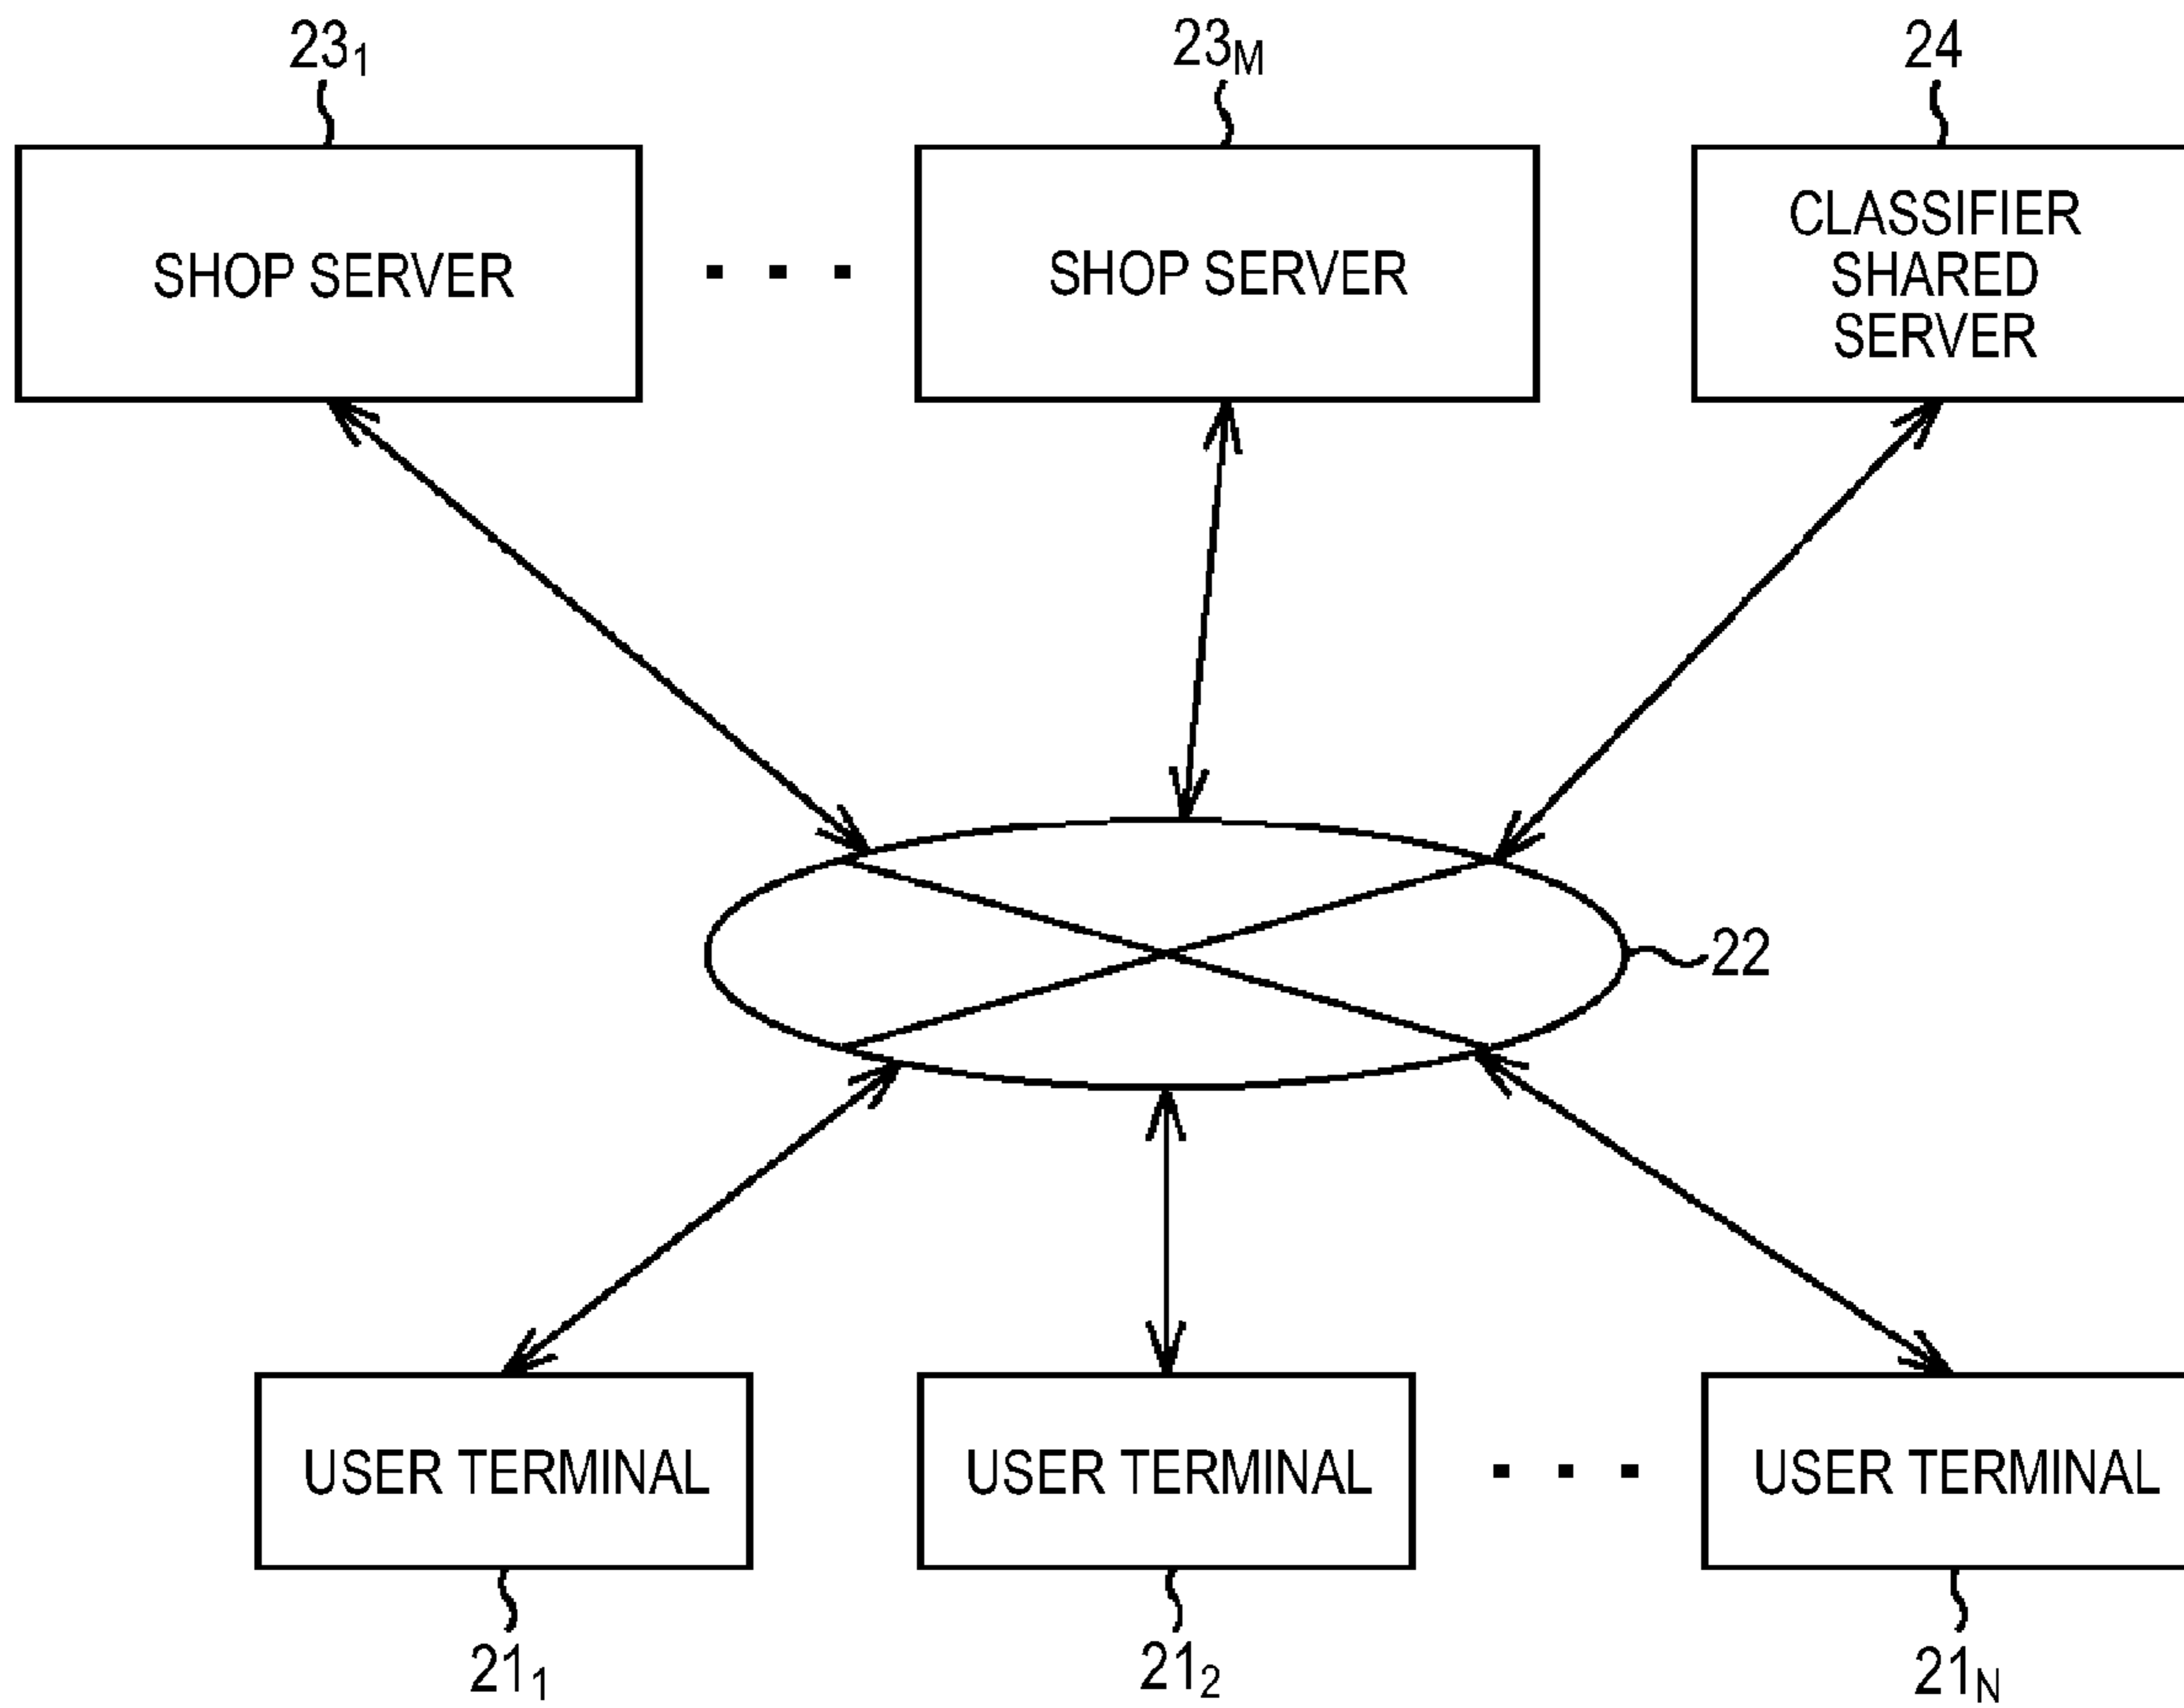 23₁
23M
24
SHOP SERVER
. . .
SHOP SERVER
CLASSIFIER
SHARED
SERVER
22
USER TERMINAL
USER TERMINAL
. . .
USER TERMINAL
21₁
21₂
21N